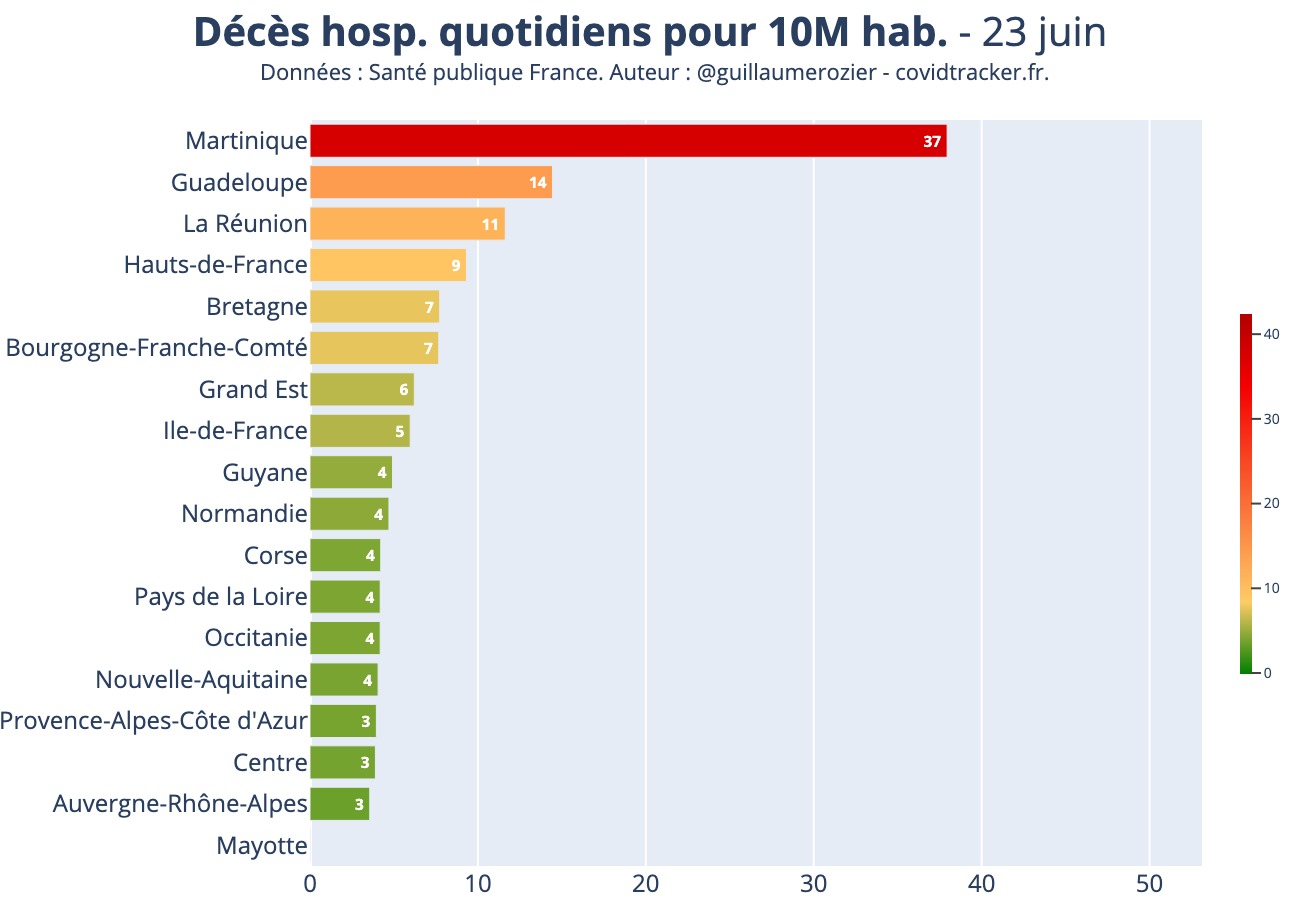 Décès hosp. quotidiens pour 10M hab. - 23 juin
Données : Santé publique France. Auteur : @guillaumerozier - covidtracker.fr.
Martinique 37
Guadeloupe 14
La Réunion 11
Hauts-de-France 9
Bretagne 7
Bourgogne-Franche-Comté 7
Grand Est 6
Ile-de-France 5
Guyane 4
Normandie 4
Corse 4
Pays de la Loire 4
Occitanie 4
Nouvelle-Aquitaine 4
Provence-Alpes-Côte d'Azur 3
Centre 3
Auvergne-Rhône-Alpes 3
Mayotte
0 10 20 30 40 50
40
30
20
10
0